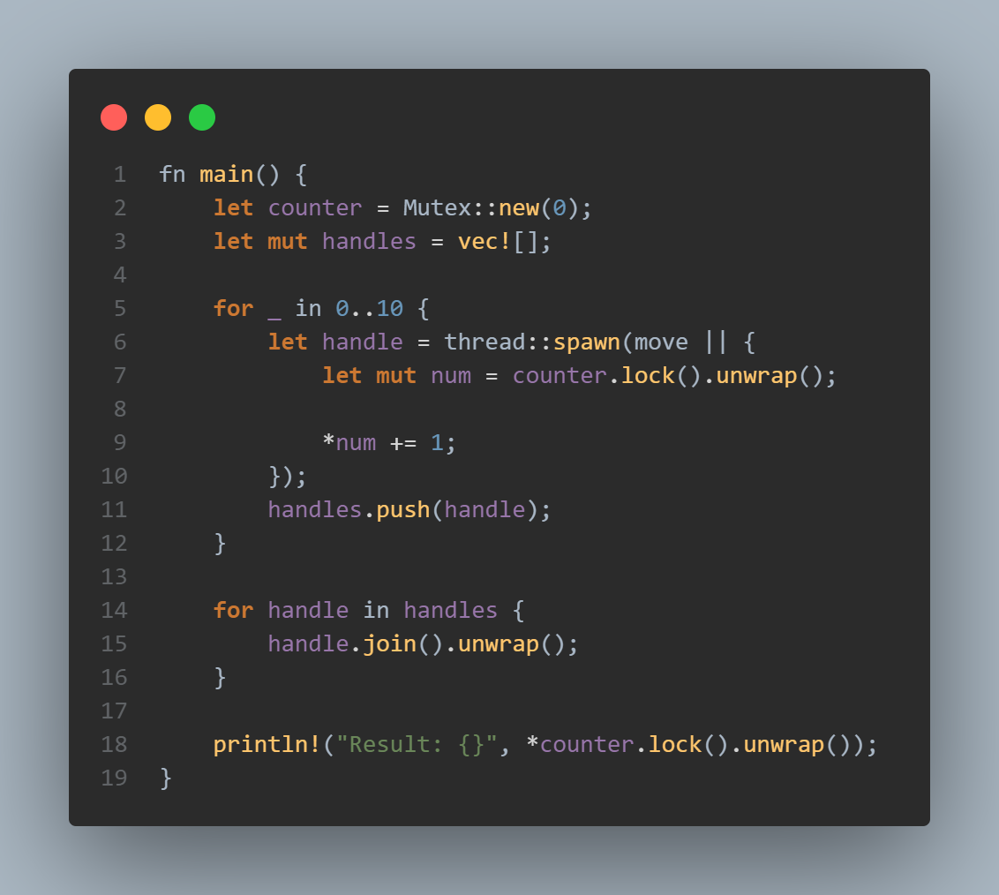 1 fn main() {
2     let counter = Mutex::new(0);
3     let mut handles = vec![];
4
5     for _ in 0..10 {
6         let handle = thread::spawn(move || {
7             let mut num = counter.lock().unwrap();
8
9             *num += 1;
10         });
11         handles.push(handle);
12     }
13
14     for handle in handles {
15         handle.join().unwrap();
16     }
17
18     println!("Result: {}", *counter.lock().unwrap());
19 }